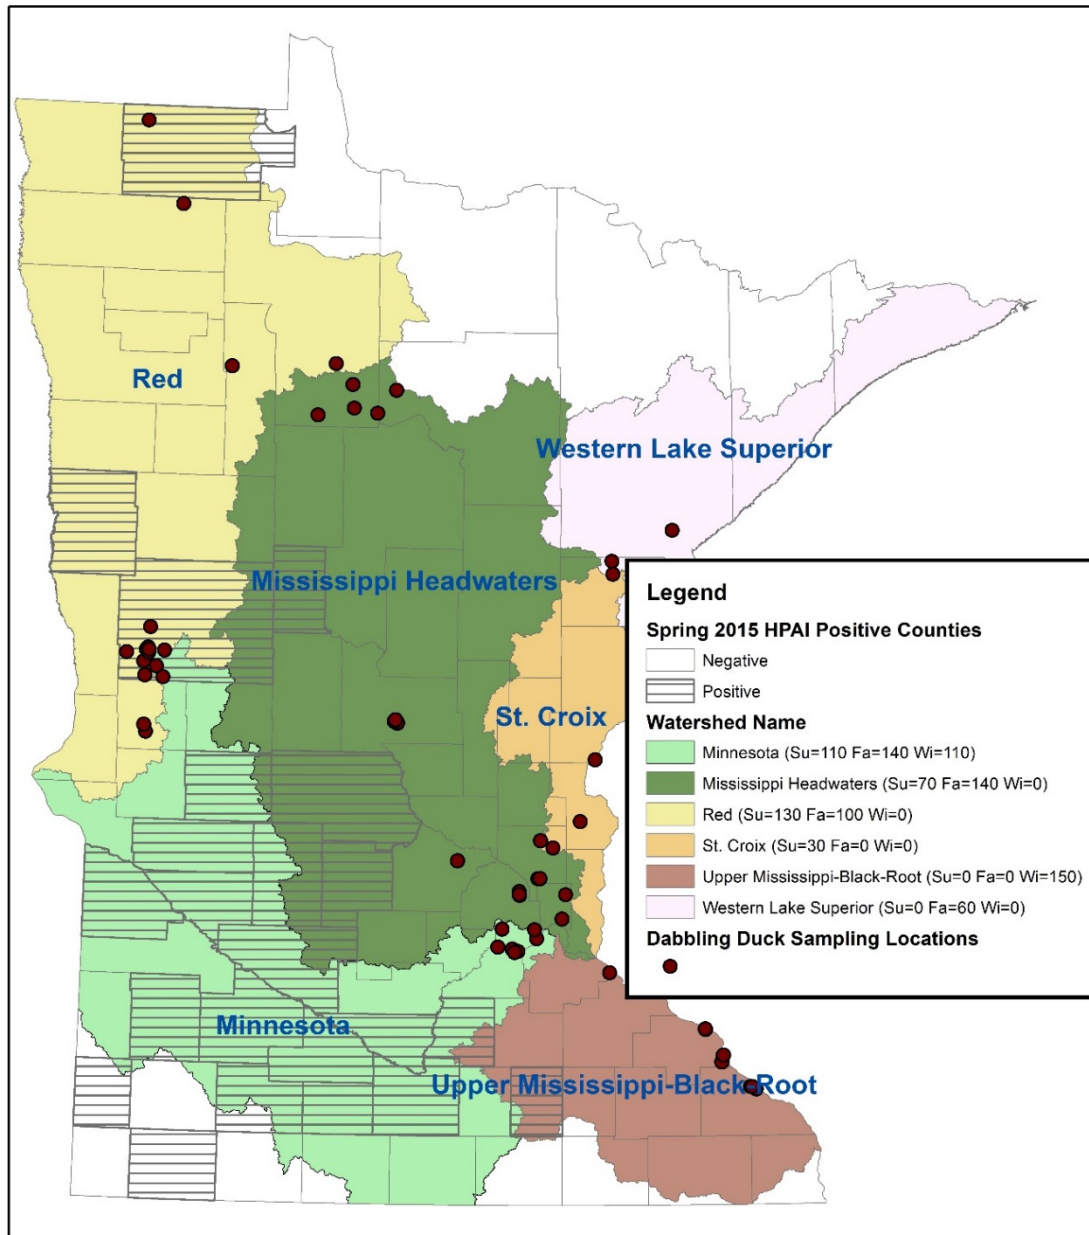 Red
Western Lake Superior
Mississippi Headwaters
St. Croix
Minnesota
Upper Mississippi-Black-Root
Legend
Spring 2015 HPAI Positive Counties
Negative
Positive
Watershed Name
Minnesota (Su=110 Fa=140 Wi=110)
Mississippi Headwaters (Su=70 Fa=140 Wi=0)
Red (Su=130 Fa=100 Wi=0)
St. Croix (Su=30 Fa=0 Wi=0)
Upper Mississippi-Black-Root (Su=0 Fa=0 Wi=150)
Western Lake Superior (Su=0 Fa=60 Wi=0)
Dabbling Duck Sampling Locations